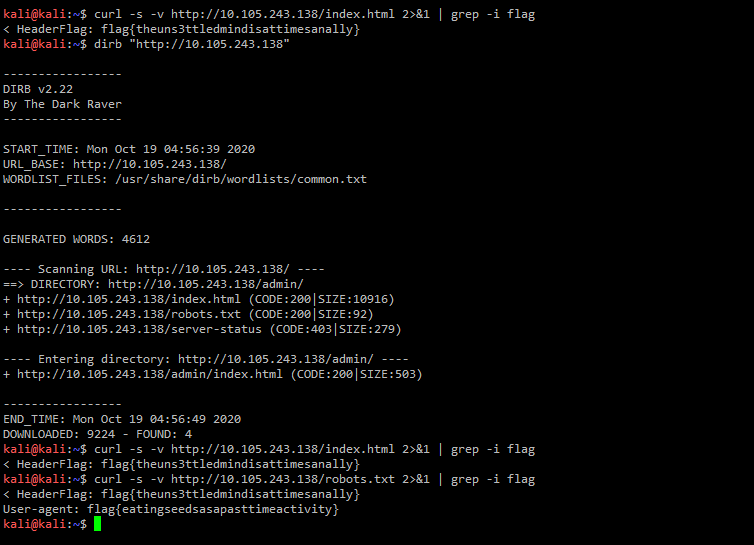 kali@kali:~$ curl -s -v http://10.105.243.138/index.html 2>&1 | grep -i flag
< HeaderFlag: flag{theuns3ttledmindisattimesanally}
kali@kali:~$ dirb "http://10.105.243.138"
-----------------
DIRB v2.22
By The Dark Raver
-----------------
START_TIME: Mon Oct 19 04:56:39 2020
URL_BASE: http://10.105.243.138/
WORDLIST_FILES: /usr/share/dirb/wordlists/common.txt
-----------------
GENERATED WORDS: 4612
---- Scanning URL: http://10.105.243.138/ ----
==> DIRECTORY: http://10.105.243.138/admin/
+ http://10.105.243.138/index.html (CODE:200|SIZE:10916)
+ http://10.105.243.138/robots.txt (CODE:200|SIZE:92)
+ http://10.105.243.138/server-status (CODE:403|SIZE:279)
---- Entering directory: http://10.105.243.138/admin/ ----
+ http://10.105.243.138/admin/index.html (CODE:200|SIZE:503)
-----------------
END_TIME: Mon Oct 19 04:56:49 2020
DOWNLOADED: 9224 - FOUND: 4
kali@kali:~$ curl -s -v http://10.105.243.138/index.html 2>&1 | grep -i flag
< HeaderFlag: flag{theuns3ttledmindisattimesanally}
kali@kali:~$ curl -s -v http://10.105.243.138/robots.txt 2>&1 | grep -i flag
< HeaderFlag: flag{theuns3ttledmindisattimesanally}
User-agent: flag{eatingseedsasapasttimeactivity}
kali@kali:~$